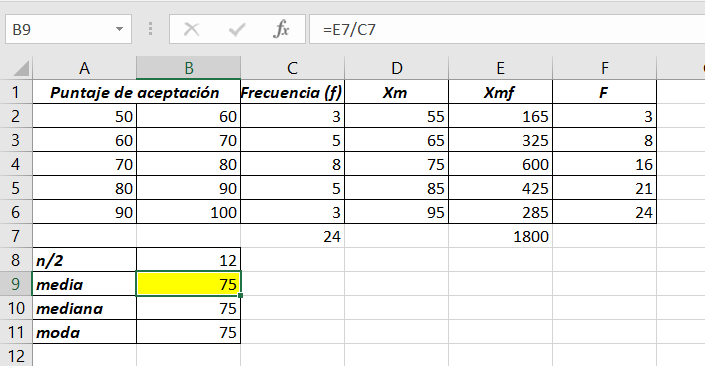 B9 fx =E7/C7
A B C D E F
1 Puntaje de aceptación Frecuencia (f) Xm Xmf F
2 50 60 3 55 165 3
3 60 70 5 65 325 8
4 70 80 8 75 600 16
5 80 90 5 85 425 21
6 90 100 3 95 285 24
7 24 1800
8 n/2 12
9 media 75
10 mediana 75
11 moda 75
12